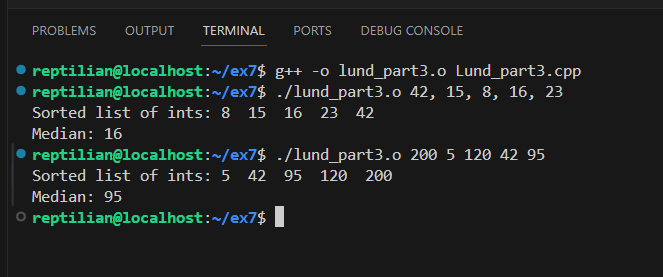 PROBLEMS OUTPUT TERMINAL PORTS DEBUG CONSOLE
reptilian@localhost:~/ex7$ g++ -o lund_part3.o Lund_part3.cpp
reptilian@localhost:~/ex7$ ./lund_part3.o 42, 15, 8, 16, 23
Sorted list of ints: 8  15  16  23  42
Median: 16
reptilian@localhost:~/ex7$ ./lund_part3.o 200 5 120 42 95
Sorted list of ints: 5  42  95  120  200
Median: 95
reptilian@localhost:~/ex7$